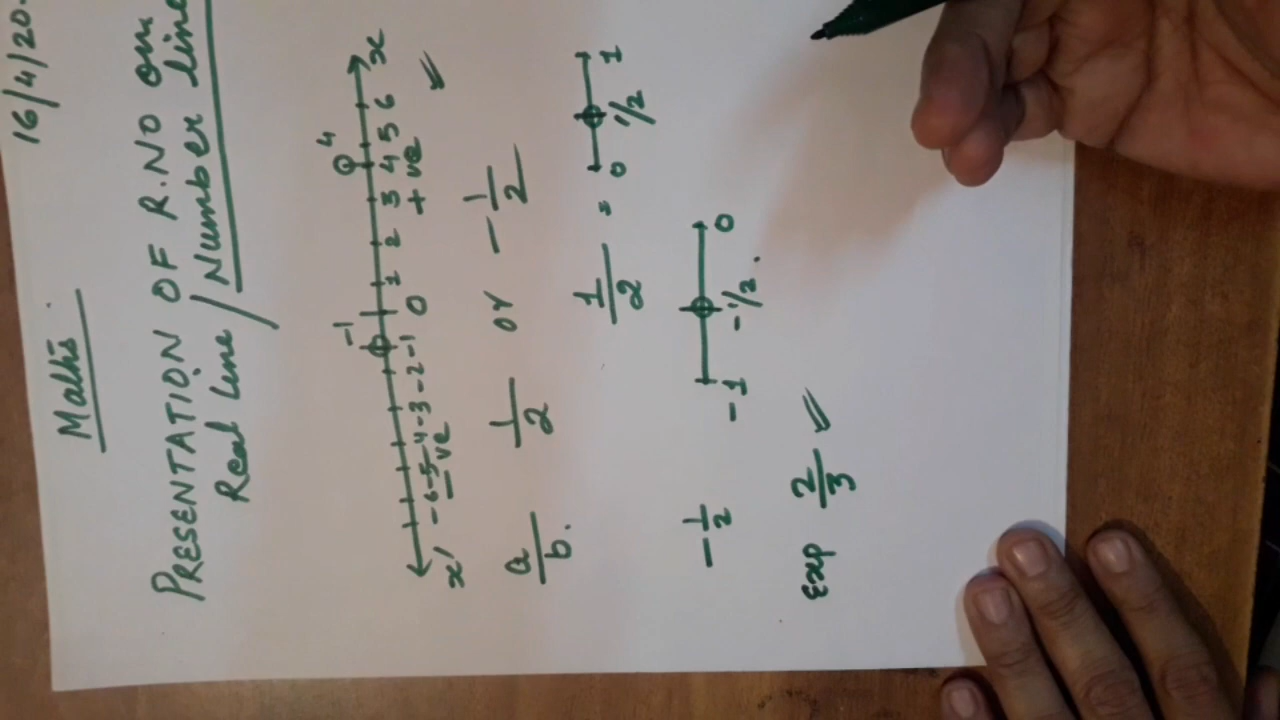 16/4/20
Maths
PRESENTATION OF R.NO on
Real line / Number line
-1 4
x' -6 -5 -4 -3 -2 -1 0 1 2 3 4 5 6 x
-ve +ve
a/b. 1/2 or -1/2
1/2 = 0 1/2 1
-1/2 -1 -1/2 0
Exp 2/3